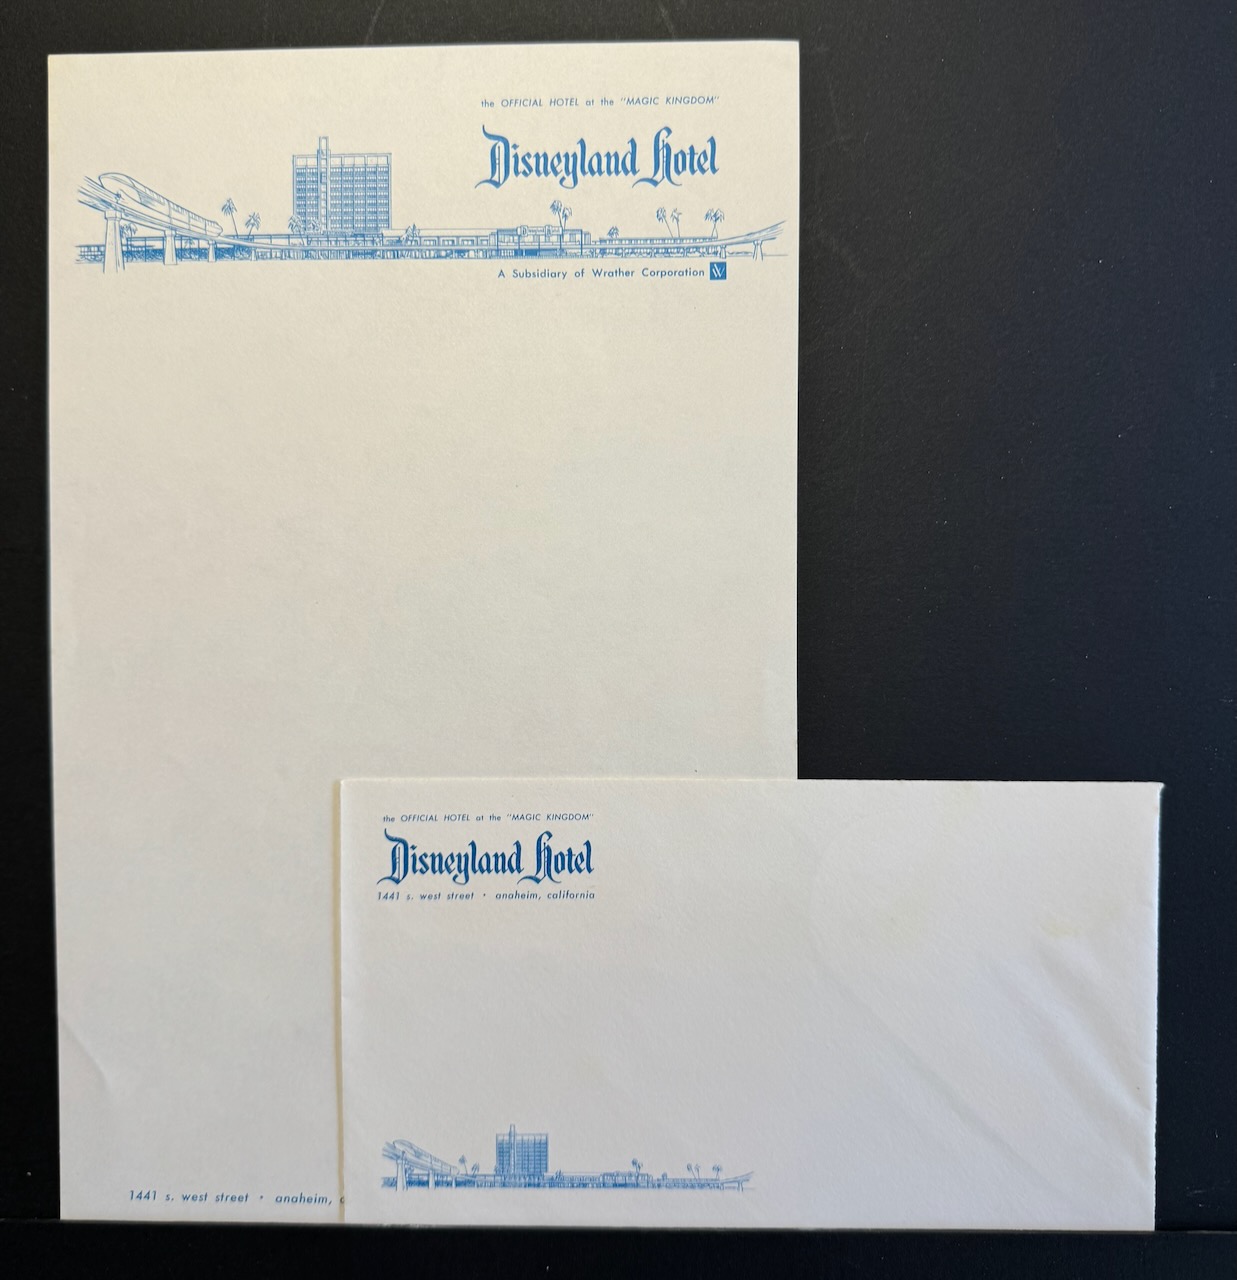 the OFFICIAL HOTEL at the "MAGIC KINGDOM"
Disneyland Hotel
A Subsidiary of Wrather Corporation W
the OFFICIAL HOTEL at the "MAGIC KINGDOM"
Disneyland Hotel
1441 s. west street • anaheim, california
1441 s. west street • anaheim, c